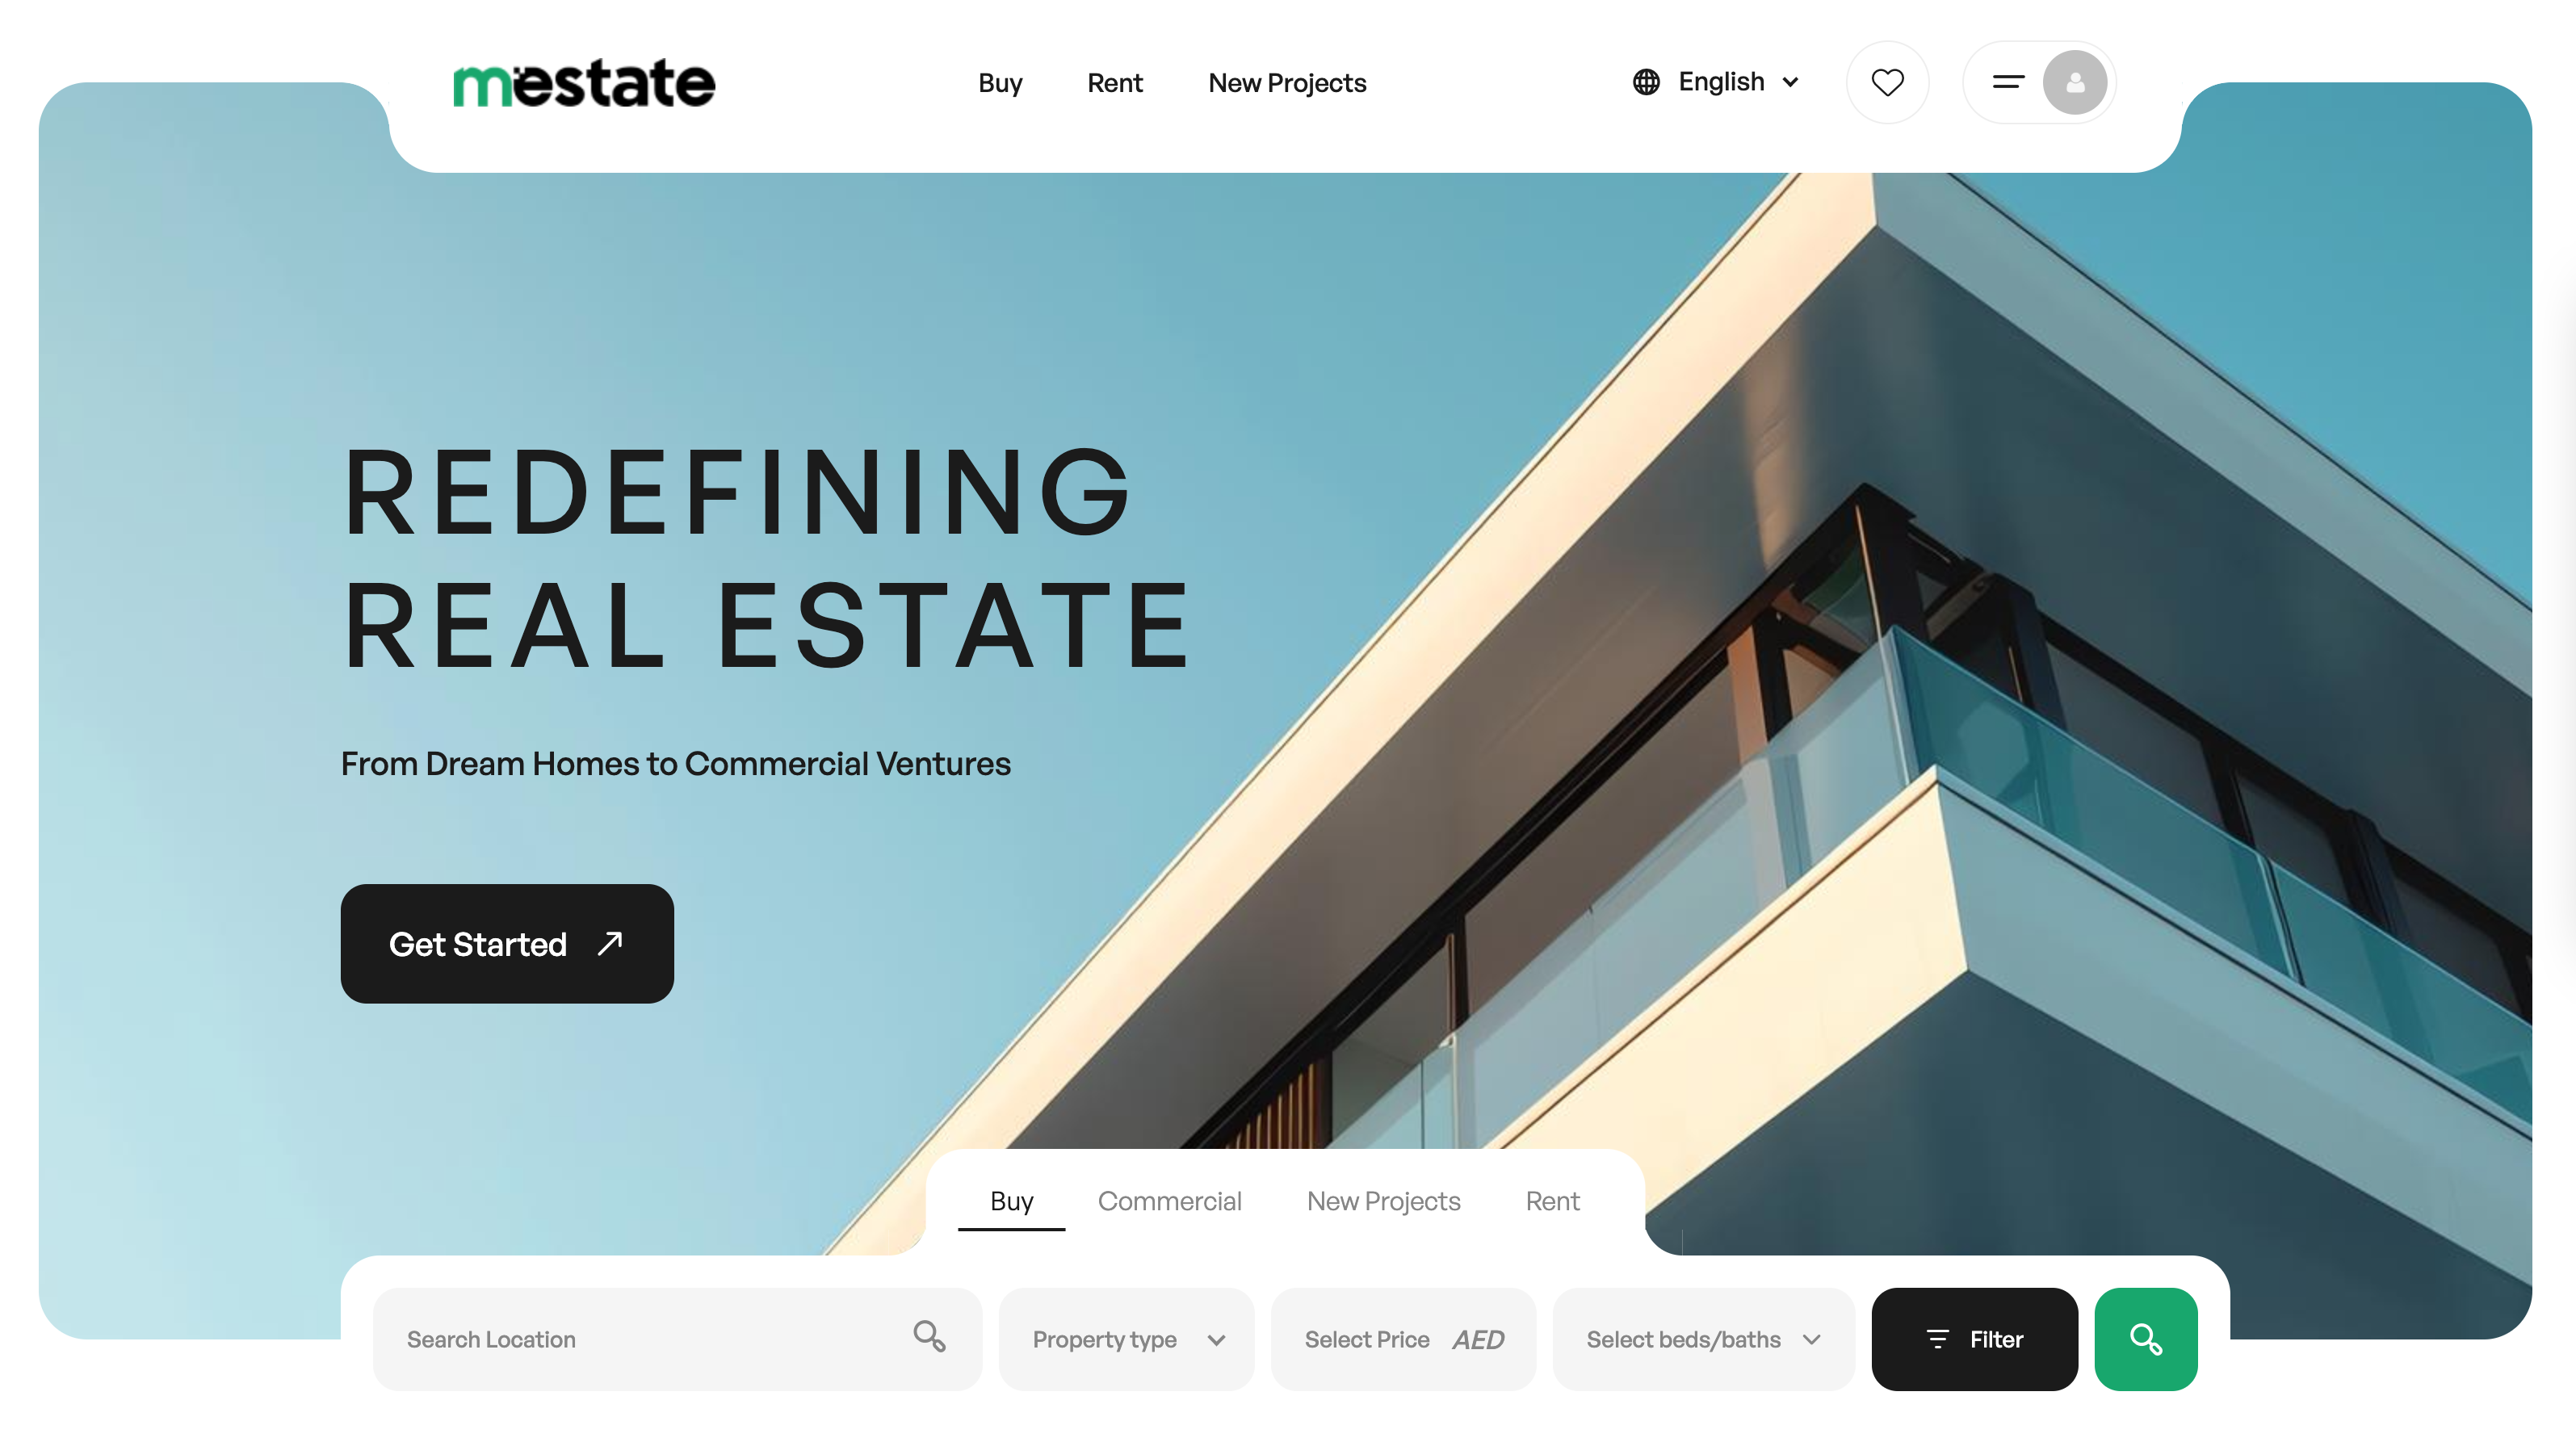 mestate
Buy Rent New Projects
English
REDEFINING
REAL ESTATE
From Dream Homes to Commercial Ventures
Get Started
Buy Commercial New Projects Rent
Search Location Property type Select Price AED Select beds/baths Filter